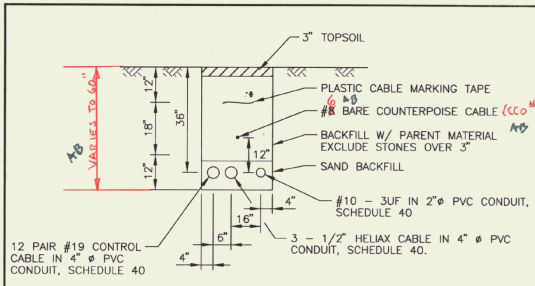 3" TOPSOIL
PLASTIC CABLE MARKING TAPE
AB
#6 BARE COUNTERPOISE CABLE (CCO #
AB
BACKFILL W/ PARENT MATERIAL
EXCLUDE STONES OVER 3"
SAND BACKFILL
#10 - 3UF IN 2"ø PVC CONDUIT,
SCHEDULE 40
3 - 1/2" HELIAX CABLE IN 4" ø PVC
CONDUIT, SCHEDULE 40.
12 PAIR #19 CONTROL
CABLE IN 4" ø PVC
CONDUIT, SCHEDULE 40
AB
VARIES TO 60"
12"
18"
12"
36"
12"
4"
16"
6"
4"